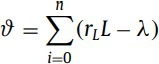 ϑ = ∑_{i=0}^{n} (r_L L − λ)